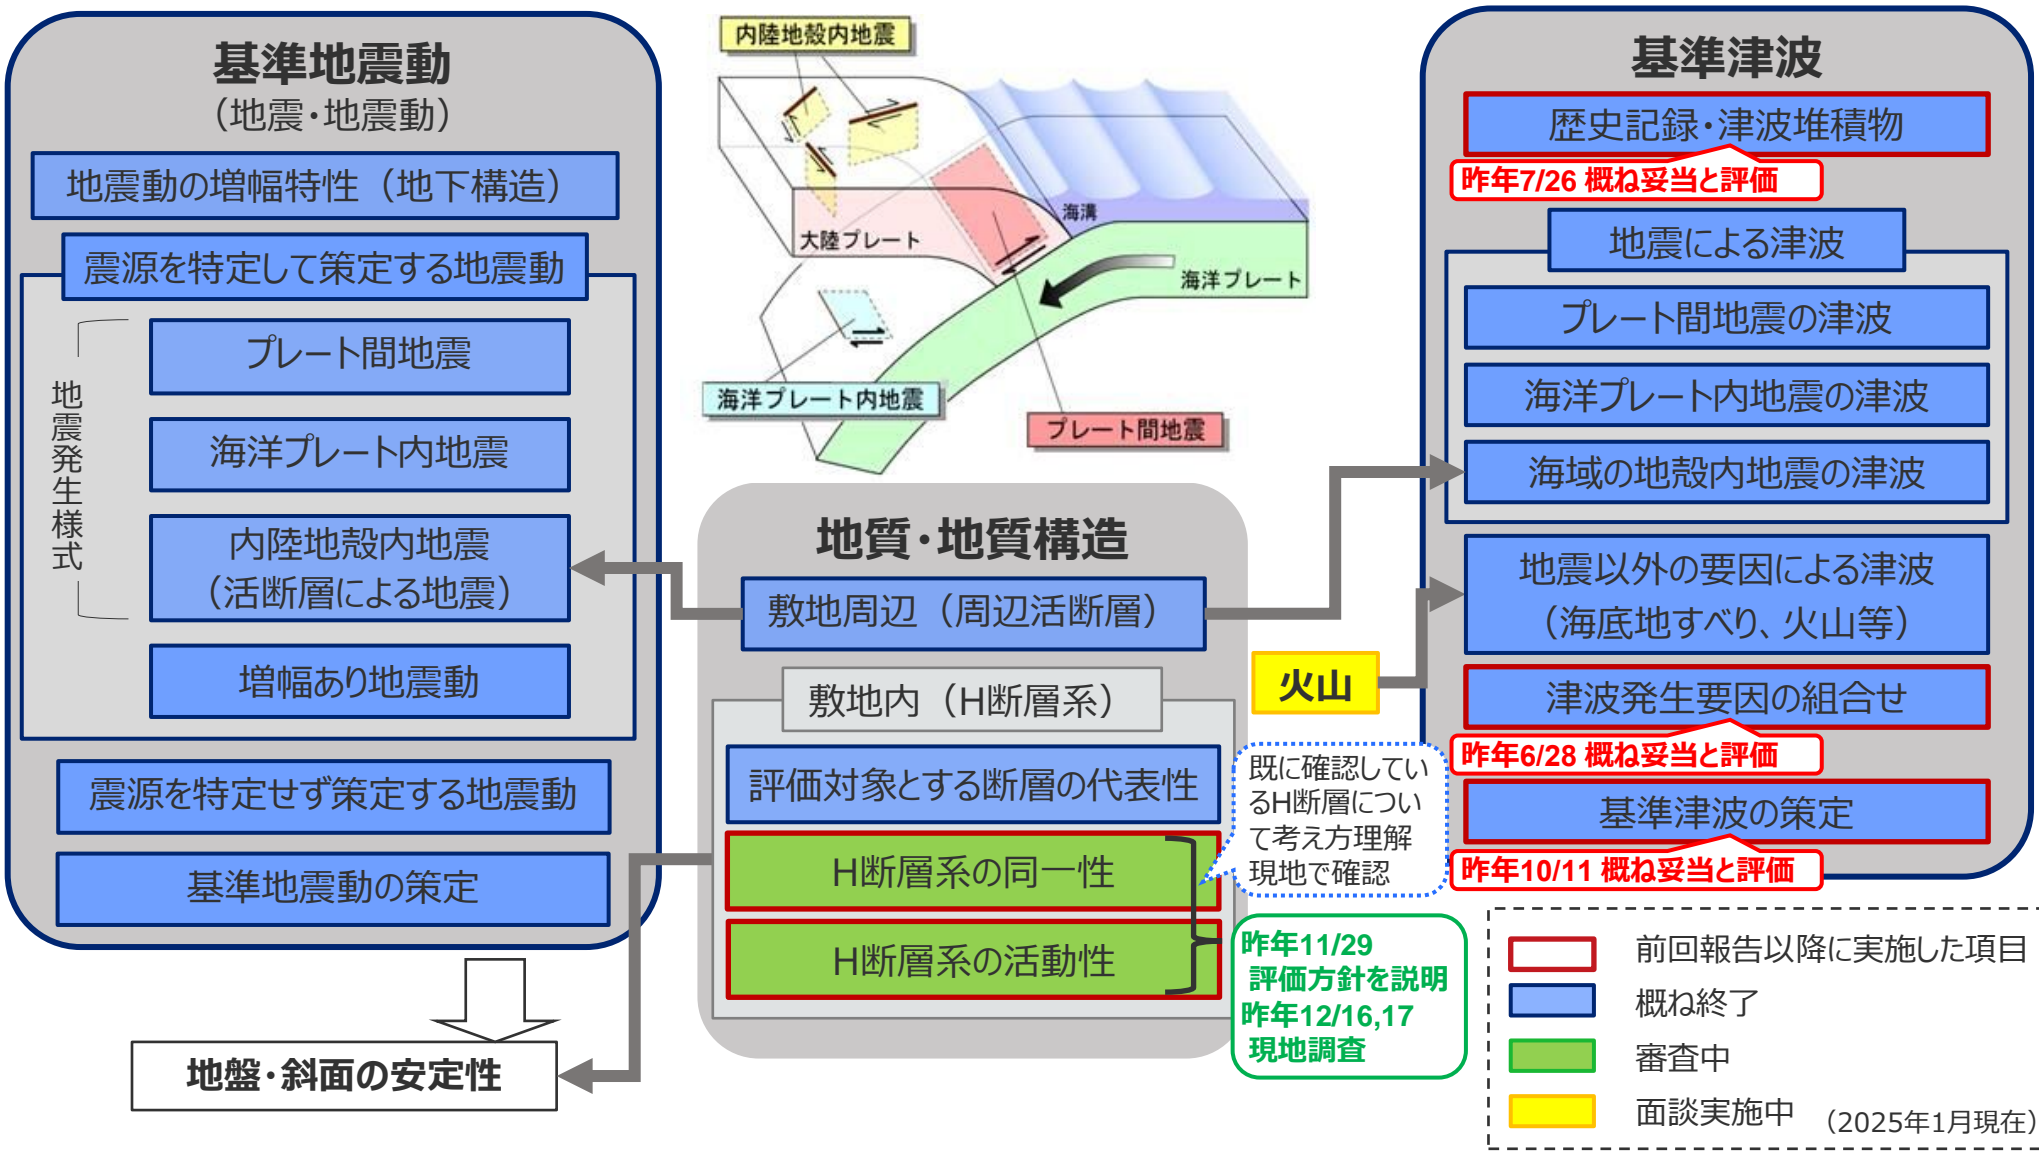 基準地震動
（地震・地震動）
地震動の増幅特性（地下構造）
震源を特定して策定する地震動
地震発生様式
プレート間地震
海洋プレート内地震
内陸地殻内地震
（活断層による地震）
増幅あり地震動
震源を特定せず策定する地震動
基準地震動の策定
地盤・斜面の安定性
内陸地殻内地震
海溝
大陸プレート
海洋プレート
海洋プレート内地震
プレート間地震
地質・地質構造
敷地周辺（周辺活断層）
敷地内（H断層系）
評価対象とする断層の代表性
H断層系の同一性
H断層系の活動性
既に確認してい
るH断層につい
て考え方理解
現地で確認
昨年11/29
評価方針を説明
昨年12/16,17
現地調査
火山
基準津波
歴史記録・津波堆積物
昨年7/26 概ね妥当と評価
地震による津波
プレート間地震の津波
海洋プレート内地震の津波
海域の地殻内地震の津波
地震以外の要因による津波
（海底地すべり、火山等）
津波発生要因の組合せ
昨年6/28 概ね妥当と評価
基準津波の策定
昨年10/11 概ね妥当と評価
前回報告以降に実施した項目
概ね終了
審査中
面談実施中
（2025年1月現在）